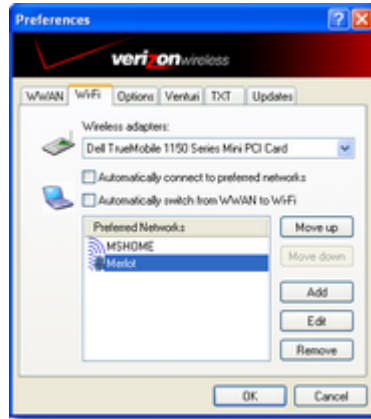 Preferences
verizon wireless
WWAN WiFi Options Venturi TXT Updates
Wireless adapters:
Dell TrueMobile 1150 Series Mini PCI Card
Automatically connect to preferred networks
Automatically switch from WWAN to WiFi
Preferred Networks
MSHOME
Merlot
Move up
Move down
Add
Edit
Remove
OK Cancel